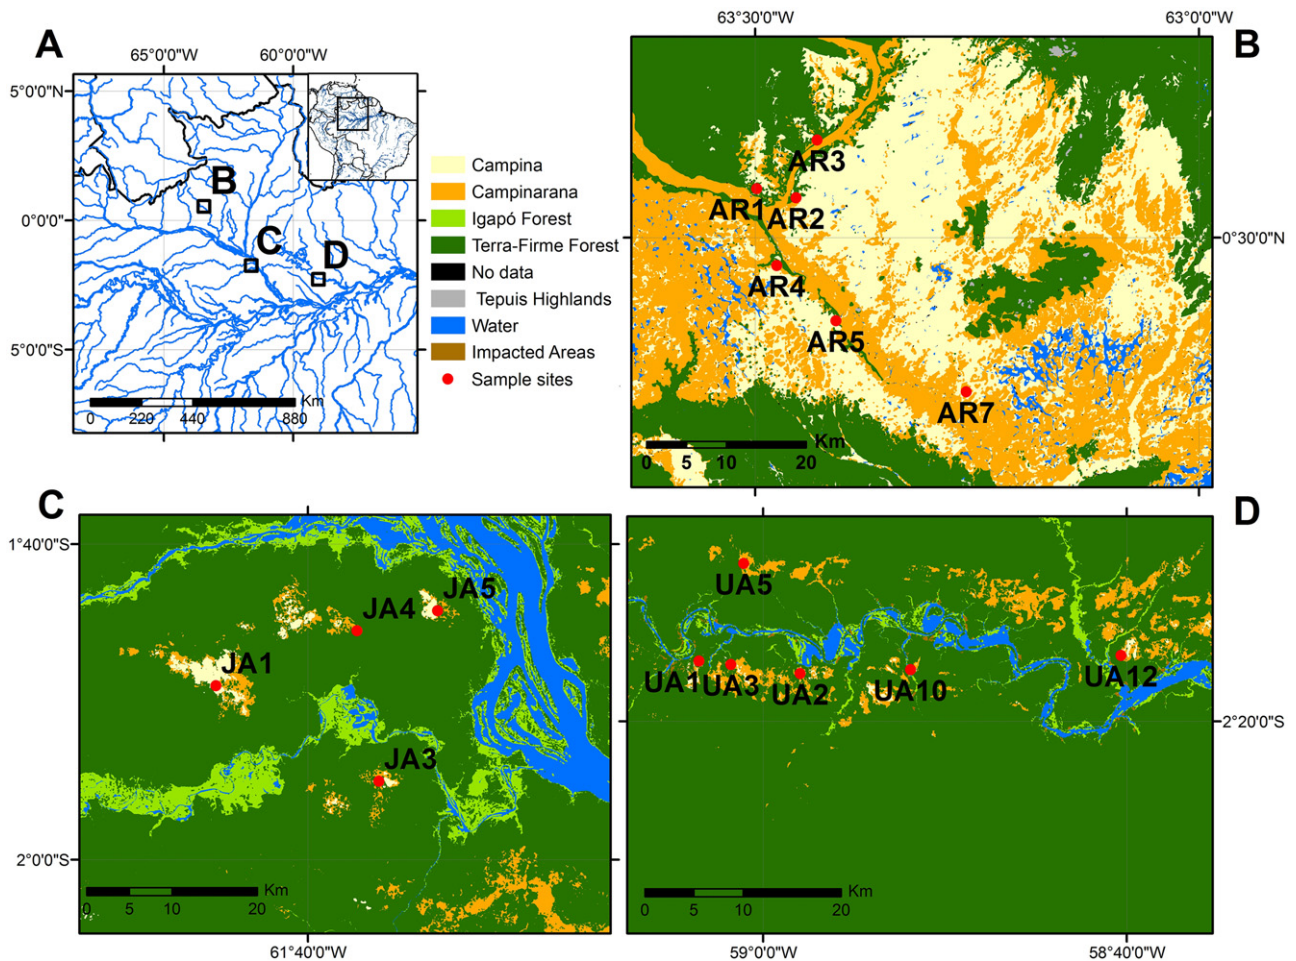 A
65°0'0"W 60°0'0"W
5°0'0"N
0°0'0"
5°0'0"S
B
C
D
Km
0 220 440 880
Campina
Campinarana
Igapó Forest
Terra-Firme Forest
No data
Tepuis Highlands
Water
Impacted Areas
Sample sites
63°30'0"W 63°0'0"W
B
AR3
AR1
AR2
AR4
AR5
AR7
0°30'0"N
Km
0 5 10 20
C
1°40'0"S
JA5
JA4
JA1
JA3
2°0'0"S
Km
0 5 10 20
61°40'0"W
D
UA5
UA1
UA3
UA2
UA10
UA12
2°20'0"S
Km
0 5 10 20
59°0'0"W 58°40'0"W